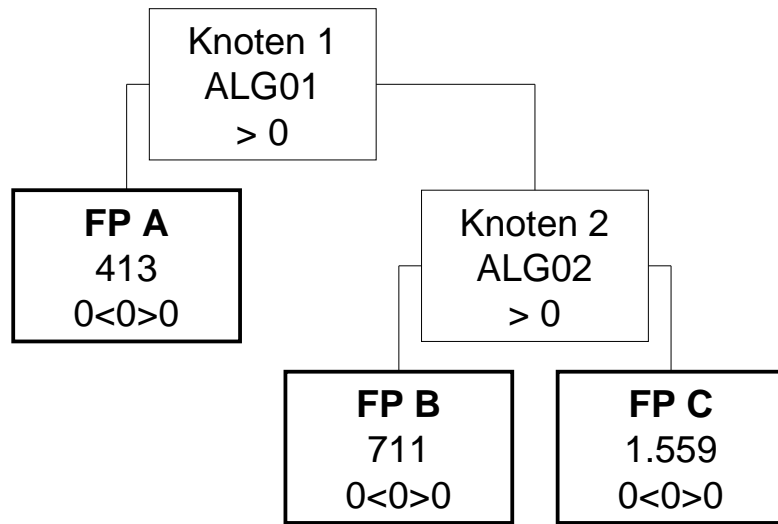 Knoten 1
ALG01
> 0
FP A
413
0<0>0
Knoten 2
ALG02
> 0
FP B
711
0<0>0
FP C
1.559
0<0>0